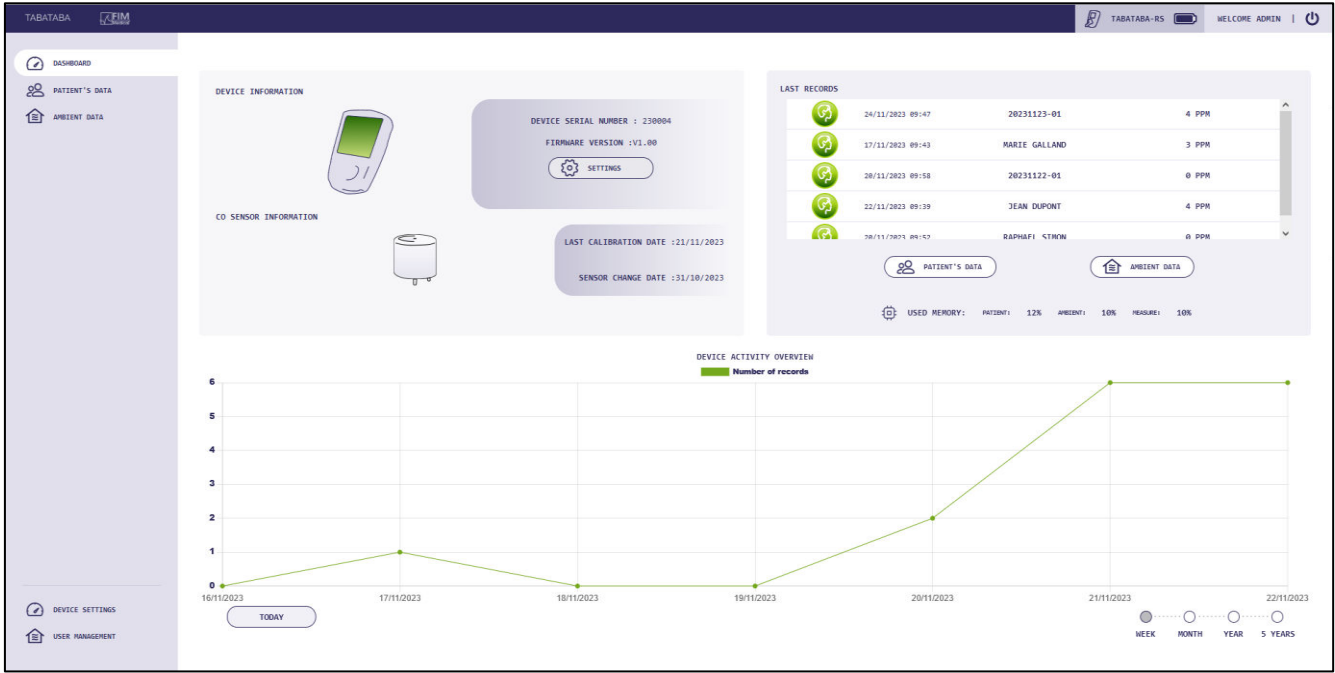 TABATABA FIM TABATABA-RS WELCOME ADMIN |
DASHBOARD
PATIENT'S DATA
AMBIENT DATA
DEVICE INFORMATION
DEVICE SERIAL NUMBER : 230004
FIRMWARE VERSION :V1.00
SETTINGS
CO SENSOR INFORMATION
LAST CALIBRATION DATE :21/11/2023
SENSOR CHANGE DATE :31/10/2023
LAST RECORDS
24/11/2023 09:47 20231123-01 4 PPM
17/11/2023 09:43 MARIE GALLAND 3 PPM
20/11/2023 09:58 20231122-01 0 PPM
22/11/2023 09:39 JEAN DUPONT 4 PPM
20/11/2023 09:52 RAPHAEL SIMON 0 PPM
PATIENT'S DATA AMBIENT DATA
USED MEMORY: PATIENT: 12% AMBIENT: 10% MEASURE: 10%
DEVICE ACTIVITY OVERVIEW
Number of records
6
5
4
3
2
1
0
16/11/2023 17/11/2023 18/11/2023 19/11/2023 20/11/2023 21/11/2023 22/11/2023
TODAY
WEEK MONTH YEAR 5 YEARS
DEVICE SETTINGS
USER MANAGEMENT